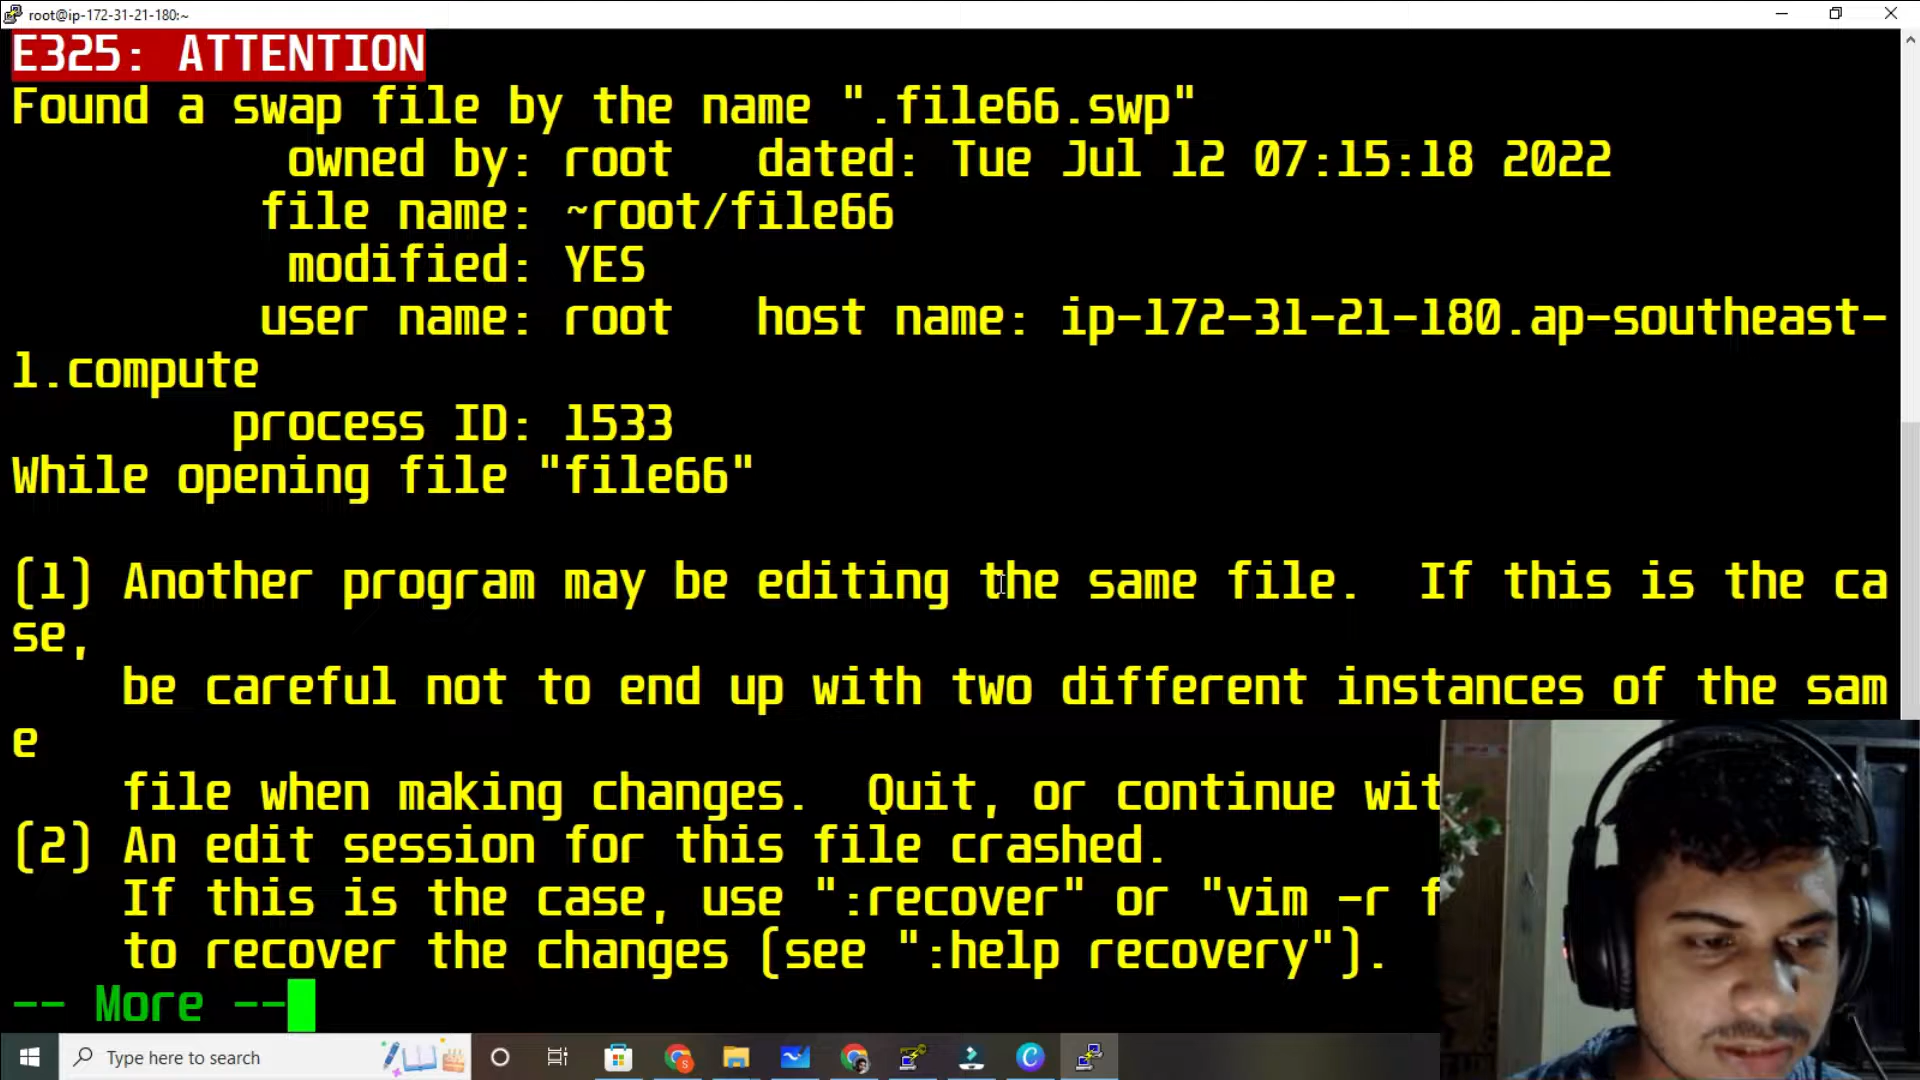 root@ip-172-31-21-180:~
E325: ATTENTION
Found a swap file by the name ".file66.swp"
owned by: root   dated: Tue Jul 12 07:15:18 2022
file name: ~root/file66
modified: YES
user name: root   host name: ip-172-31-21-180.ap-southeast-
1.compute
process ID: 1533
While opening file "file66"
(1) Another program may be editing the same file.  If this is the ca
se,
be careful not to end up with two different instances of the sam
e
file when making changes.  Quit, or continue wit
(2) An edit session for this file crashed.
If this is the case, use ":recover" or "vim -r f
to recover the changes (see ":help recovery").
-- More --
Type here to search